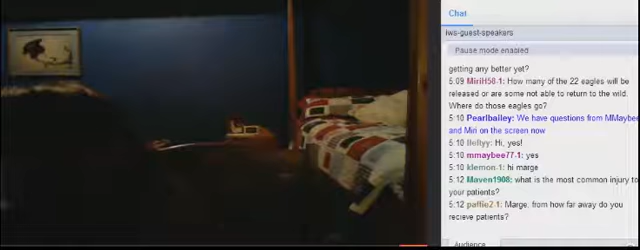 Chat
iws-guest-speakers
Pause mode enabled
getting any better yet?
5:09 MiriH58-1: How many of the 22 eagles will be
released or are some not able to return to the wild.
Where do those eagles go?
5:10 Pearlbailey: We have questions from MMaybee
and Miri on the screen now
5:10 Hi, yes!
5:10 mmaybee77-1: yes
5:10 klemon-1: hi marge
5:12 Maven1908: what is the most common injury to
your patients?
5:12 paffie2-1: Marge, from how far away do you
recieve patients?
Audience